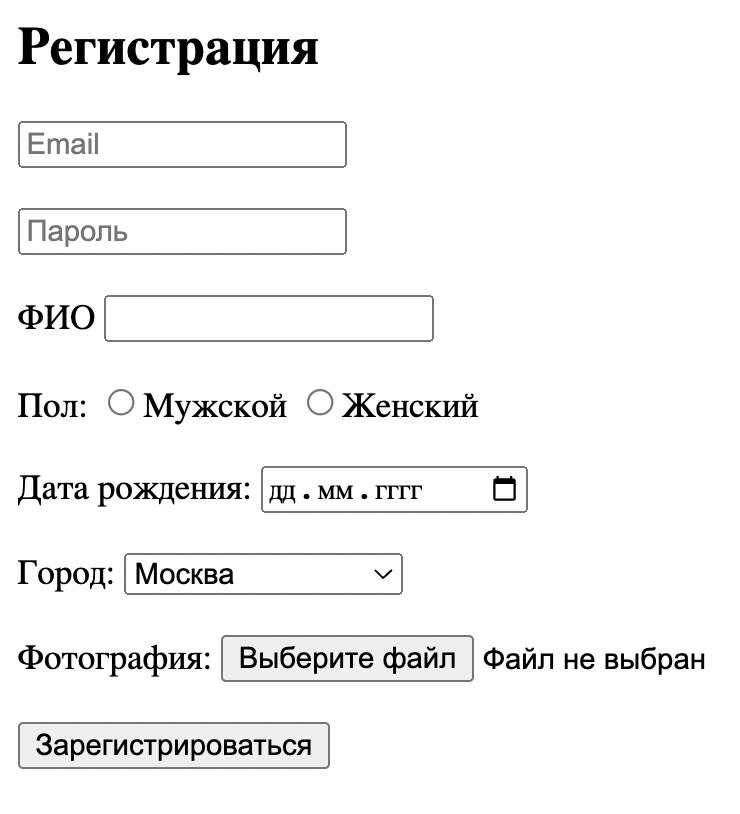 Регистрация
Email
Пароль
ФИО
Пол: Мужской Женский
Дата рождения: дд.мм.гггг
Город: Москва
Фотография: Выберите файл Файл не выбран
Зарегистрироваться